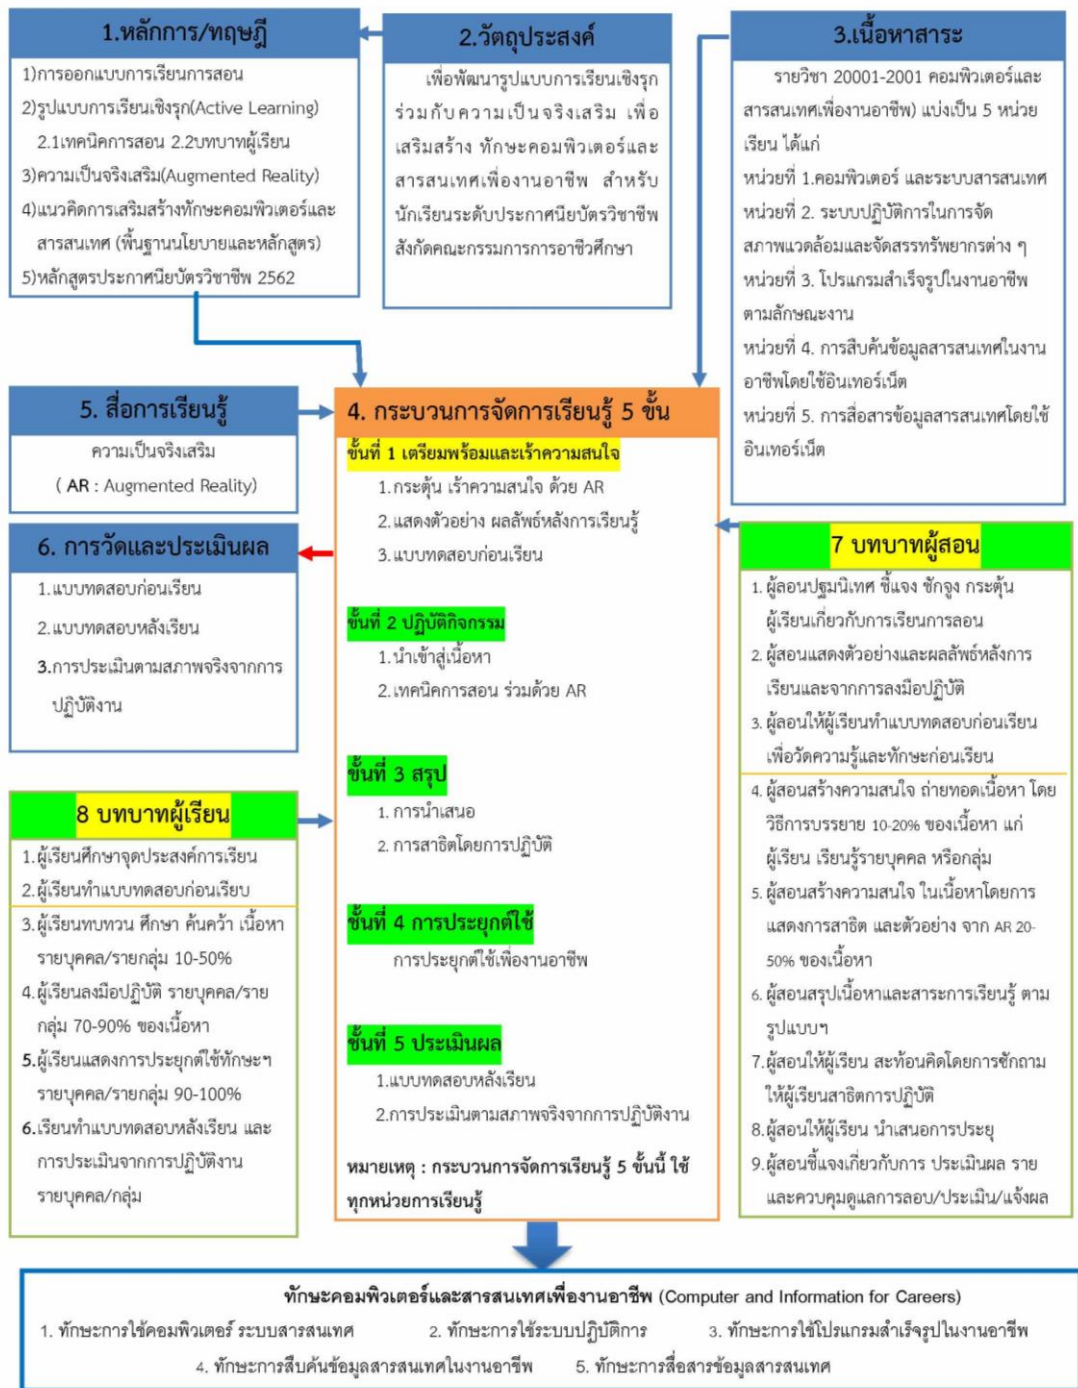 1.หลักการ/ทฤษฎี
1)การออกแบบการเรียนการสอน
2)รูปแบบการเรียนเชิงรุก(Active Learning)
2.1เทคนิคการสอน 2.2บทบาทผู้เรียน
3)ความเป็นจริงเสริม(Augmented Reality)
4)แนวคิดการเสริมสร้างทักษะคอมพิวเตอร์และ
สารสนเทศ (พื้นฐานนโยบายและหลักสูตร)
5)หลักสูตรประกาศนียบัตรวิชาชีพ 2562
2.วัตถุประสงค์
เพื่อพัฒนารูปแบบการเรียนเชิงรุก
ร่วมกับความเป็นจริงเสริม เพื่อ
เสริมสร้าง ทักษะคอมพิวเตอร์และ
สารสนเทศเพื่องานอาชีพ สำหรับ
นักเรียนระดับประกาศนียบัตรวิชาชีพ
สังกัดคณะกรรมการการอาชีวศึกษา
3.เนื้อหาสาระ
รายวิชา 20001-2001 คอมพิวเตอร์และ
สารสนเทศเพื่องานอาชีพ) แบ่งเป็น 5 หน่วย
เรียน ได้แก่
หน่วยที่ 1.คอมพิวเตอร์ และระบบสารสนเทศ
หน่วยที่ 2. ระบบปฏิบัติการในการจัด
สภาพแวดล้อมและจัดสรรทรัพยากรต่าง ๆ
หน่วยที่ 3. โปรแกรมสำเร็จรูปในงานอาชีพ
ตามลักษณะงาน
หน่วยที่ 4. การสืบค้นข้อมูลสารสนเทศในงาน
อาชีพโดยใช้อินเทอร์เน็ต
หน่วยที่ 5. การสื่อสารข้อมูลสารสนเทศโดยใช้
อินเทอร์เน็ต
5. สื่อการเรียนรู้
ความเป็นจริงเสริม
( AR : Augmented Reality)
6. การวัดและประเมินผล
1.แบบทดสอบก่อนเรียน
2.แบบทดสอบหลังเรียน
3.การประเมินตามสภาพจริงจากการ
ปฏิบัติงาน
8 บทบาทผู้เรียน
1.ผู้เรียนศึกษาจุดประสงค์การเรียน
2.ผู้เรียนทำแบบทดสอบก่อนเรียบ
3.ผู้เรียนทบทวน ศึกษา ค้นคว้า เนื้อหา
รายบุคคล/รายกลุ่ม 10-50%
4.ผู้เรียนลงมือปฏิบัติ รายบุคคล/ราย
กลุ่ม 70-90% ของเนื้อหา
5.ผู้เรียนแสดงการประยุกต์ใช้ทักษะฯ
รายบุคคล/รายกลุ่ม 90-100%
6.เรียนทำแบบทดสอบหลังเรียน และ
การประเมินจากการปฏิบัติงาน
รายบุคคล/กลุ่ม
4. กระบวนการจัดการเรียนรู้ 5 ขั้น
ขั้นที่ 1 เตรียมพร้อมและเร้าความสนใจ
1.กระตุ้น เร้าความสนใจ ด้วย AR
2.แสดงตัวอย่าง ผลลัพธ์หลังการเรียนรู้
3.แบบทดสอบก่อนเรียน
ขั้นที่ 2 ปฏิบัติกิจกรรม
1.นำเข้าสู่เนื้อหา
2.เทคนิคการสอน ร่วมด้วย AR
ขั้นที่ 3 สรุป
1. การนำเสนอ
2. การสาธิตโดยการปฏิบัติ
ขั้นที่ 4 การประยุกต์ใช้
การประยุกต์ใช้เพื่องานอาชีพ
ขั้นที่ 5 ประเมินผล
1.แบบทดสอบหลังเรียน
2.การประเมินตามสภาพจริงจากการปฏิบัติงาน
หมายเหตุ : กระบวนการจัดการเรียนรู้ 5 ขั้นนี้ ใช้
ทุกหน่วยการเรียนรู้
7 บทบาทผู้สอน
1. ผู้ลอนปฐมนิเทศ ชี้แจง ชักจูง กระตุ้น
ผู้เรียนเกี่ยวกับการเรียนการลอน
2. ผู้สอนแสดงตัวอย่างและผลลัพธ์หลังการ
เรียนและจากการลงมือปฏิบัติ
3. ผู้ลอนให้ผู้เรียนทำแบบทดสอบก่อนเรียน
เพื่อวัดความรู้และทักษะก่อนเรียน
4. ผู้สอนสร้างความสนใจ ถ่ายทอดเนื้อหา โดย
วิธีการบรรยาย 10-20% ของเนื้อหา แก่
ผู้เรียน เรียนรู้รายบุคคล หรือกลุ่ม
5. ผู้สอนสร้างความสนใจ ในเนื้อหาโดยการ
แสดงการสาธิต และตัวอย่าง จาก AR 20-
50% ของเนื้อหา
6. ผู้สอนสรุปเนื้อหาและสาระการเรียนรู้ ตาม
รูปแบบฯ
7. ผู้สอนให้ผู้เรียน สะท้อนคิดโดยการซักถาม
ให้ผู้เรียนสาธิตการปฏิบัติ
8.ผู้สอนให้ผู้เรียน นำเสนอการประยุ
9.ผู้สอนชี้แจงเกี่ยวกับการ ประเมินผล ราย
และควบคุมดูแลการลอบ/ประเมิน/แจ้งผล
ทักษะคอมพิวเตอร์และสารสนเทศเพื่องานอาชีพ (Computer and Information for Careers)
1. ทักษะการใช้คอมพิวเตอร์ ระบบสารสนเทศ 2. ทักษะการใช้ระบบปฏิบัติการ 3. ทักษะการใช้โปรแกรมสำเร็จรูปในงานอาชีพ
4. ทักษะการสืบค้นข้อมูลสารสนเทศในงานอาชีพ 5. ทักษะการสื่อสารข้อมูลสารสนเทศ